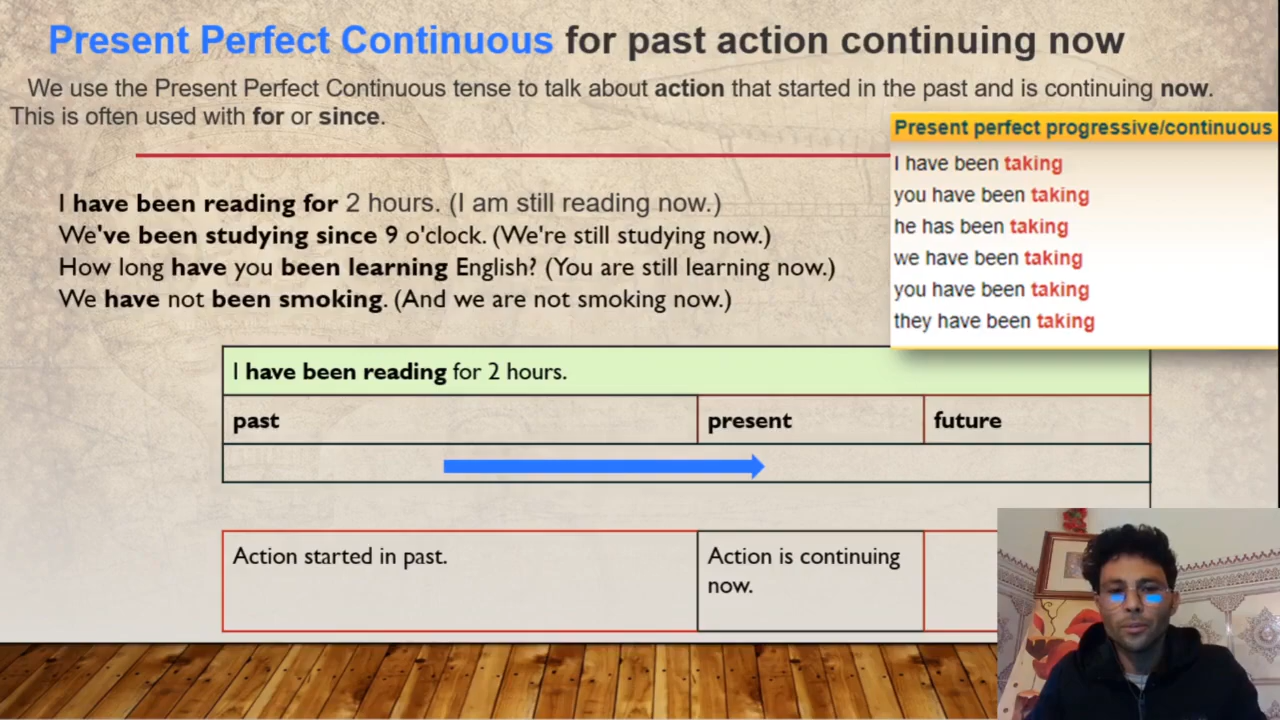 Present Perfect Continuous for past action continuing now
We use the Present Perfect Continuous tense to talk about action that started in the past and is continuing now.
This is often used with for or since.
Present perfect progressive/continuous
I have been taking
you have been taking
he has been taking
we have been taking
you have been taking
they have been taking
I have been reading for 2 hours. (I am still reading now.)
We've been studying since 9 o'clock. (We're still studying now.)
How long have you been learning English? (You are still learning now.)
We have not been smoking. (And we are not smoking now.)
I have been reading for 2 hours.
past present future
Action started in past. Action is continuing
now.